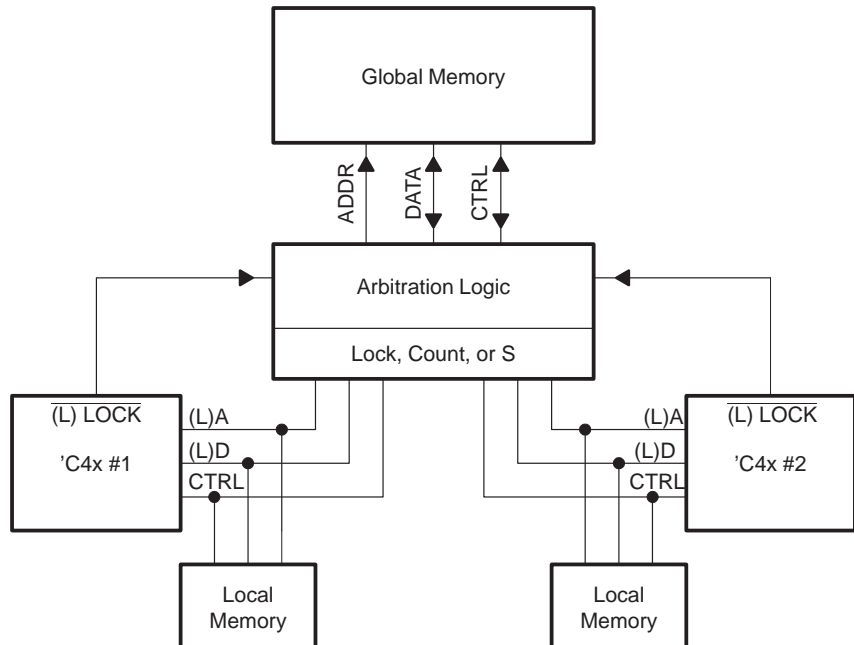 Global Memory
ADDR
DATA
CTRL
Arbitration Logic
Lock, Count, or S
(L) LOCK
'C4x #1
(L)A
(L)D
CTRL
(L)A
(L)D
CTRL
(L) LOCK
'C4x #2
Local
Memory
Local
Memory